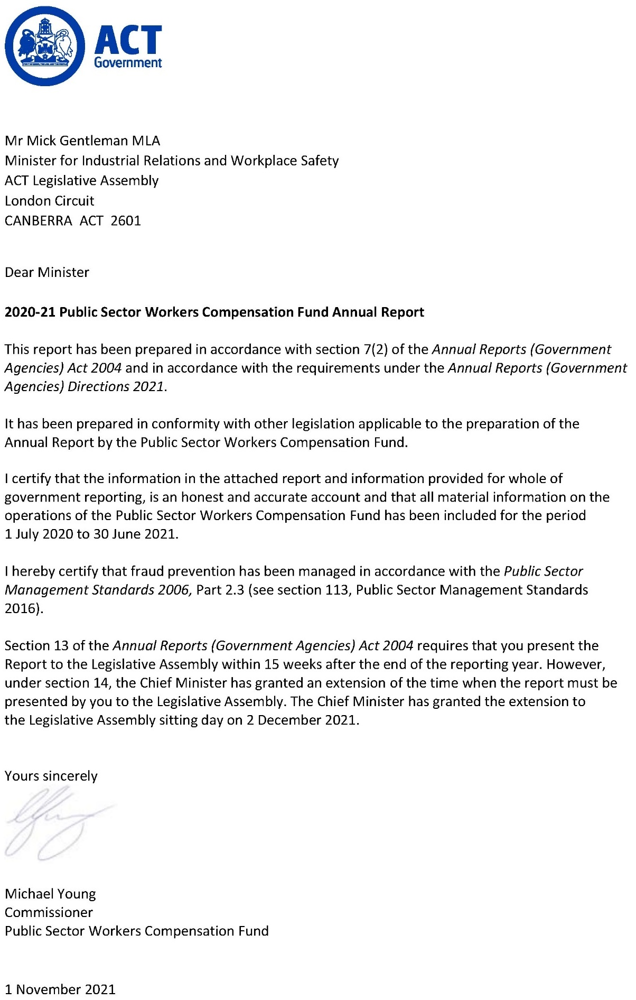 ACT
Government
Mr Mick Gentleman MLA
Minister for Industrial Relations and Workplace Safety
ACT Legislative Assembly
London Circuit
CANBERRA  ACT  2601
Dear Minister
2020-21 Public Sector Workers Compensation Fund Annual Report
This report has been prepared in accordance with section 7(2) of the Annual Reports (Government
Agencies) Act 2004 and in accordance with the requirements under the Annual Reports (Government
Agencies) Directions 2021.
It has been prepared in conformity with other legislation applicable to the preparation of the
Annual Report by the Public Sector Workers Compensation Fund.
I certify that the information in the attached report and information provided for whole of
government reporting, is an honest and accurate account and that all material information on the
operations of the Public Sector Workers Compensation Fund has been included for the period
1 July 2020 to 30 June 2021.
I hereby certify that fraud prevention has been managed in accordance with the Public Sector
Management Standards 2006, Part 2.3 (see section 113, Public Sector Management Standards
2016).
Section 13 of the Annual Reports (Government Agencies) Act 2004 requires that you present the
Report to the Legislative Assembly within 15 weeks after the end of the reporting year. However,
under section 14, the Chief Minister has granted an extension of the time when the report must be
presented by you to the Legislative Assembly. The Chief Minister has granted the extension to
the Legislative Assembly sitting day on 2 December 2021.
Yours sincerely
Michael Young
Commissioner
Public Sector Workers Compensation Fund
1 November 2021